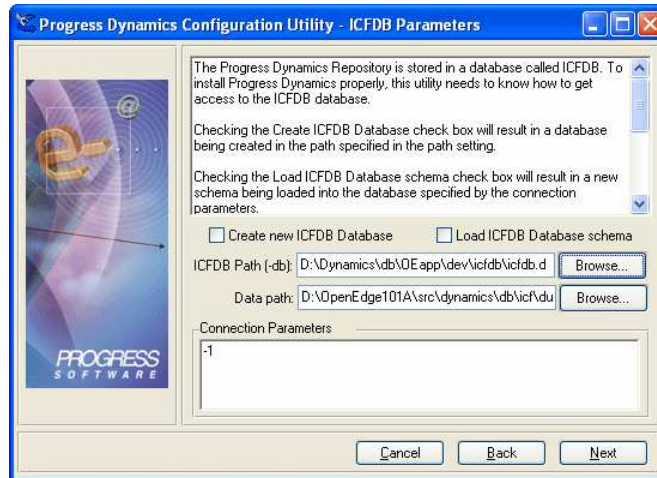 Progress Dynamics Configuration Utility - ICFDB Parameters
The Progress Dynamics Repository is stored in a database called ICFDB. To
install Progress Dynamics properly, this utility needs to know how to get
access to the ICFDB database.
Checking the Create ICFDB Database check box will result in a database
being created in the path specified in the path setting.
Checking the Load ICFDB Database schema check box will result in a new
schema being loaded into the database specified by the connection
parameters.
@
e-
Create new ICFDB Database Load ICFDB Database schema
ICFDB Path (-db): D:\Dynamics\db\OEapp\dev\icfdb\icfdb.d Browse...
Data path: D:\OpenEdge101A\src\dynamics\db\icf\du Browse...
Connection Parameters
-1
PROGRESS
SOFTWARE
Cancel Back Next